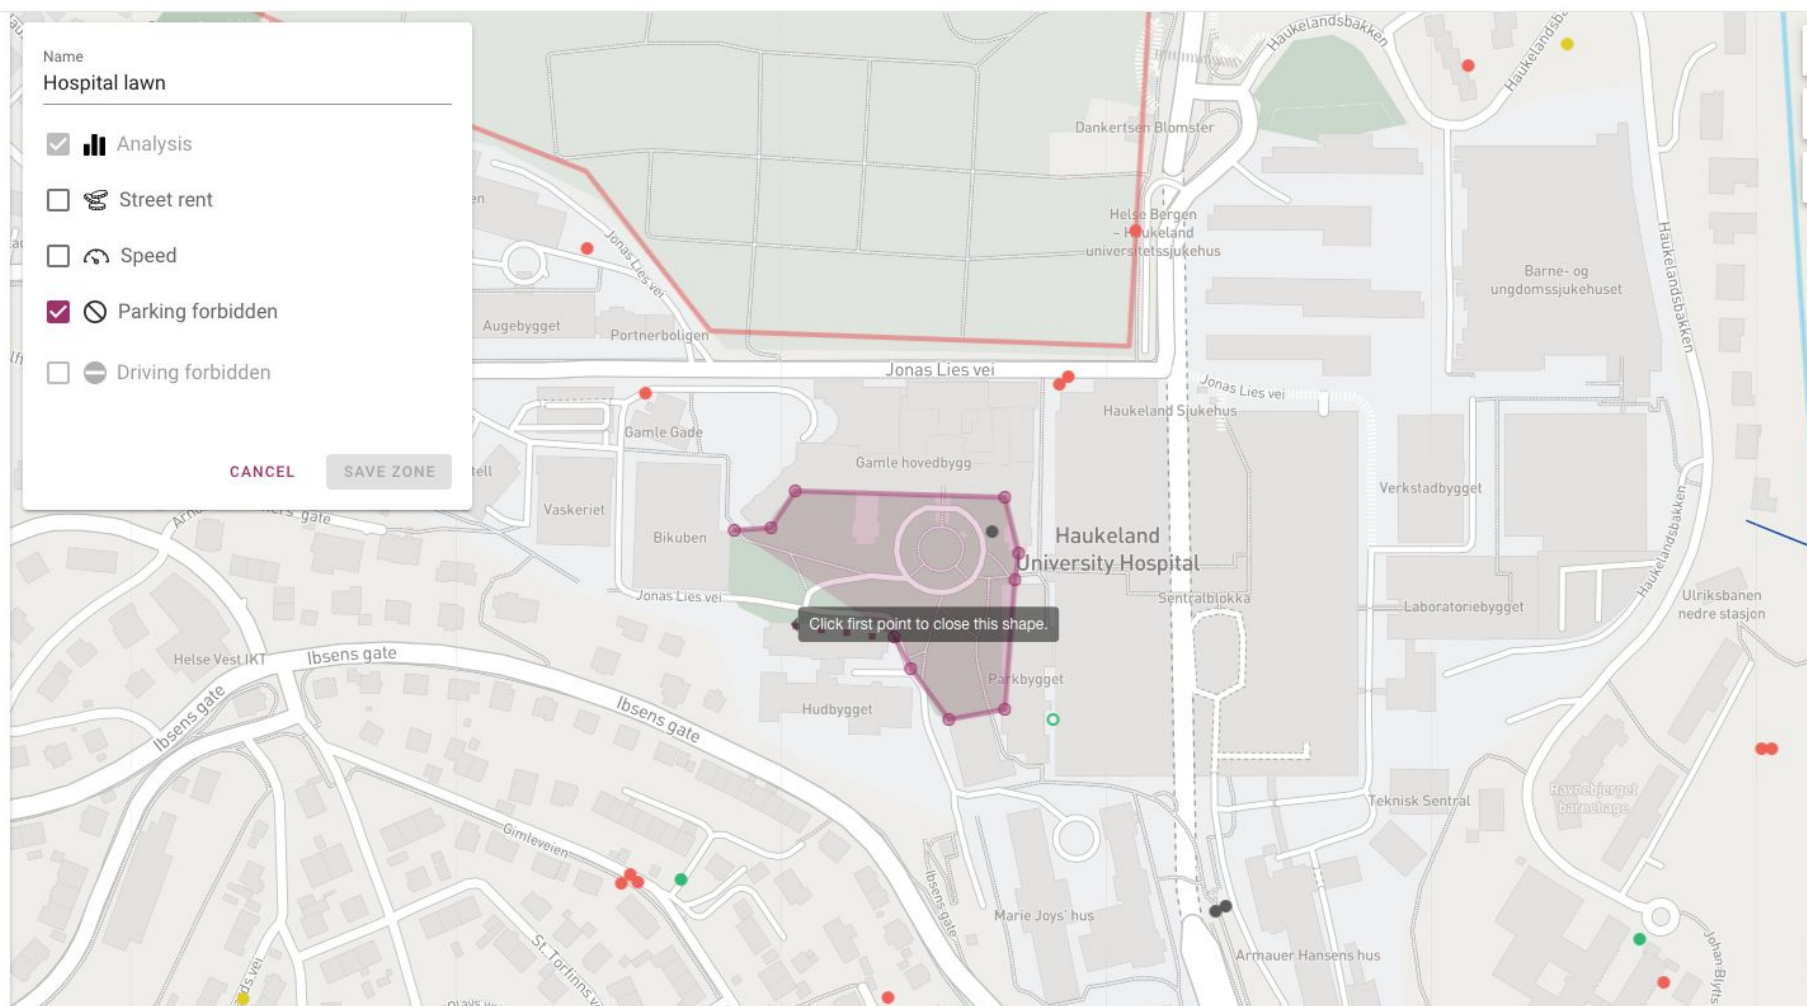 Name
Hospital lawn
Analysis
Street rent
Speed
Parking forbidden
Driving forbidden
CANCEL
SAVE ZONE
Haukelandsbakken
Dankertsen Blomster
Helse Bergen
- Haukeland
universitetssjukehus
Barne- og
ungdomssjukehuset
Haukelandsbakken
Jonas Lies vei
Augebygget
Portnerboligen
Jonas Lies vei
Jonas Lies vei
Haukeland Sjukehus
Gamle Gade
Gamle hovedbygg
Verkstadbygget
Vaskeriet
Bikuben
Haukeland
University Hospital
Haukelandsbakken
Jonas Lies vei
Sentralblokka
Laboratoriebygget
Ulriksbanen
nedre stasjon
Click first point to close this shape.
Helse Vest IKT
Ibsens gate
Ibsens gate
Ibsens gate
Parkbygget
Hudbygget
Teknisk Sentral
Ravnebjerget
barnehage
Gimleveien
Ibsens gate
Marie Joys' hus
Armauer Hansens hus